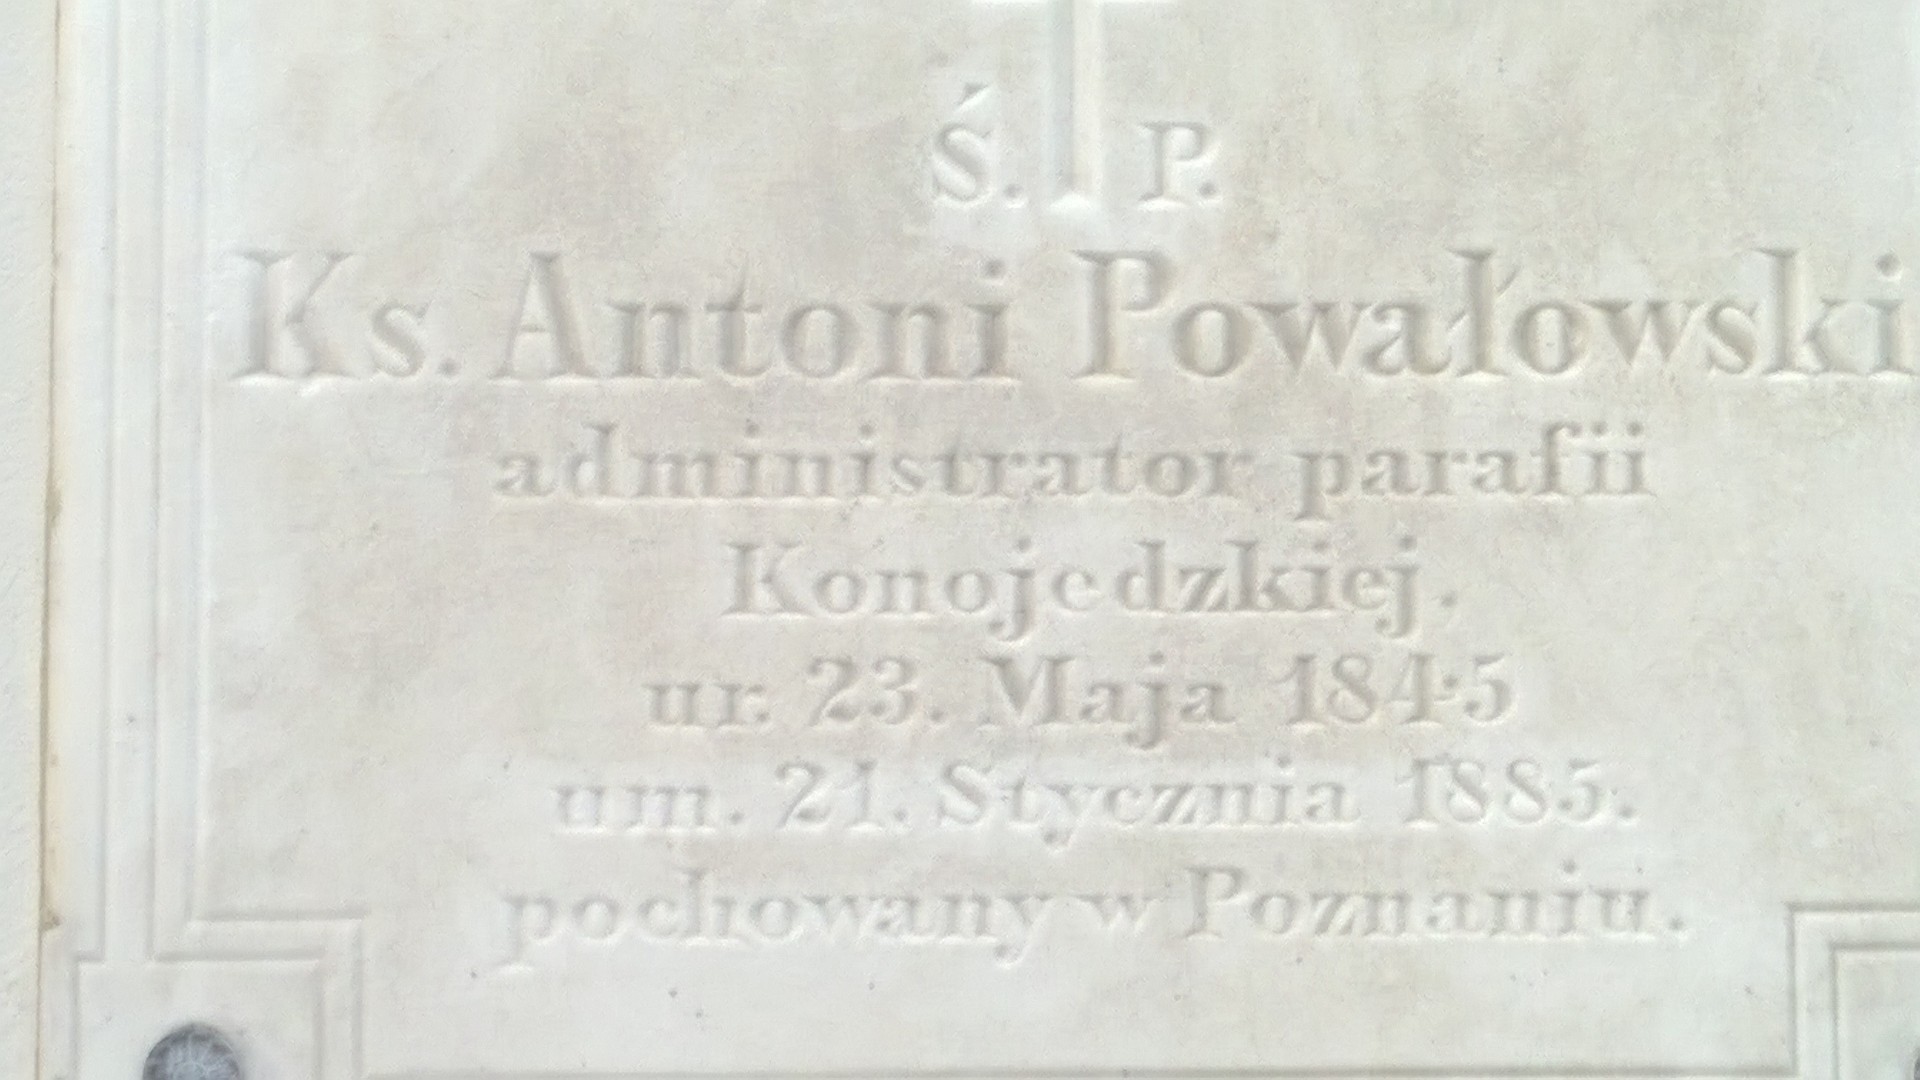 Ś. P.
Ks. Antoni Powałowski
administrator parafii
Konojedzkiej.
ur. 23. Maja 1845
um. 21. Stycznia 1885.
pochowany w Poznaniu.